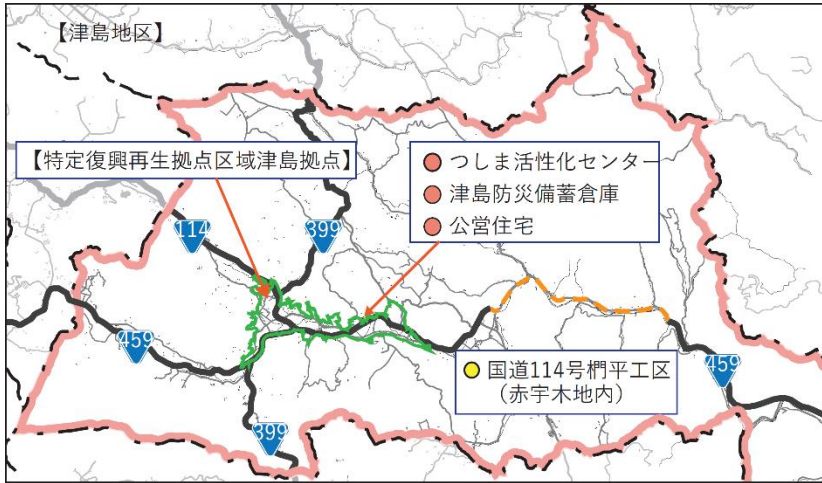 【津島地区】
【特定復興再生拠点区域津島拠点】
つしま活性化センター
津島防災備蓄倉庫
公営住宅
114
399
459
国道114号椚平工区
（赤宇木地内）
459
399